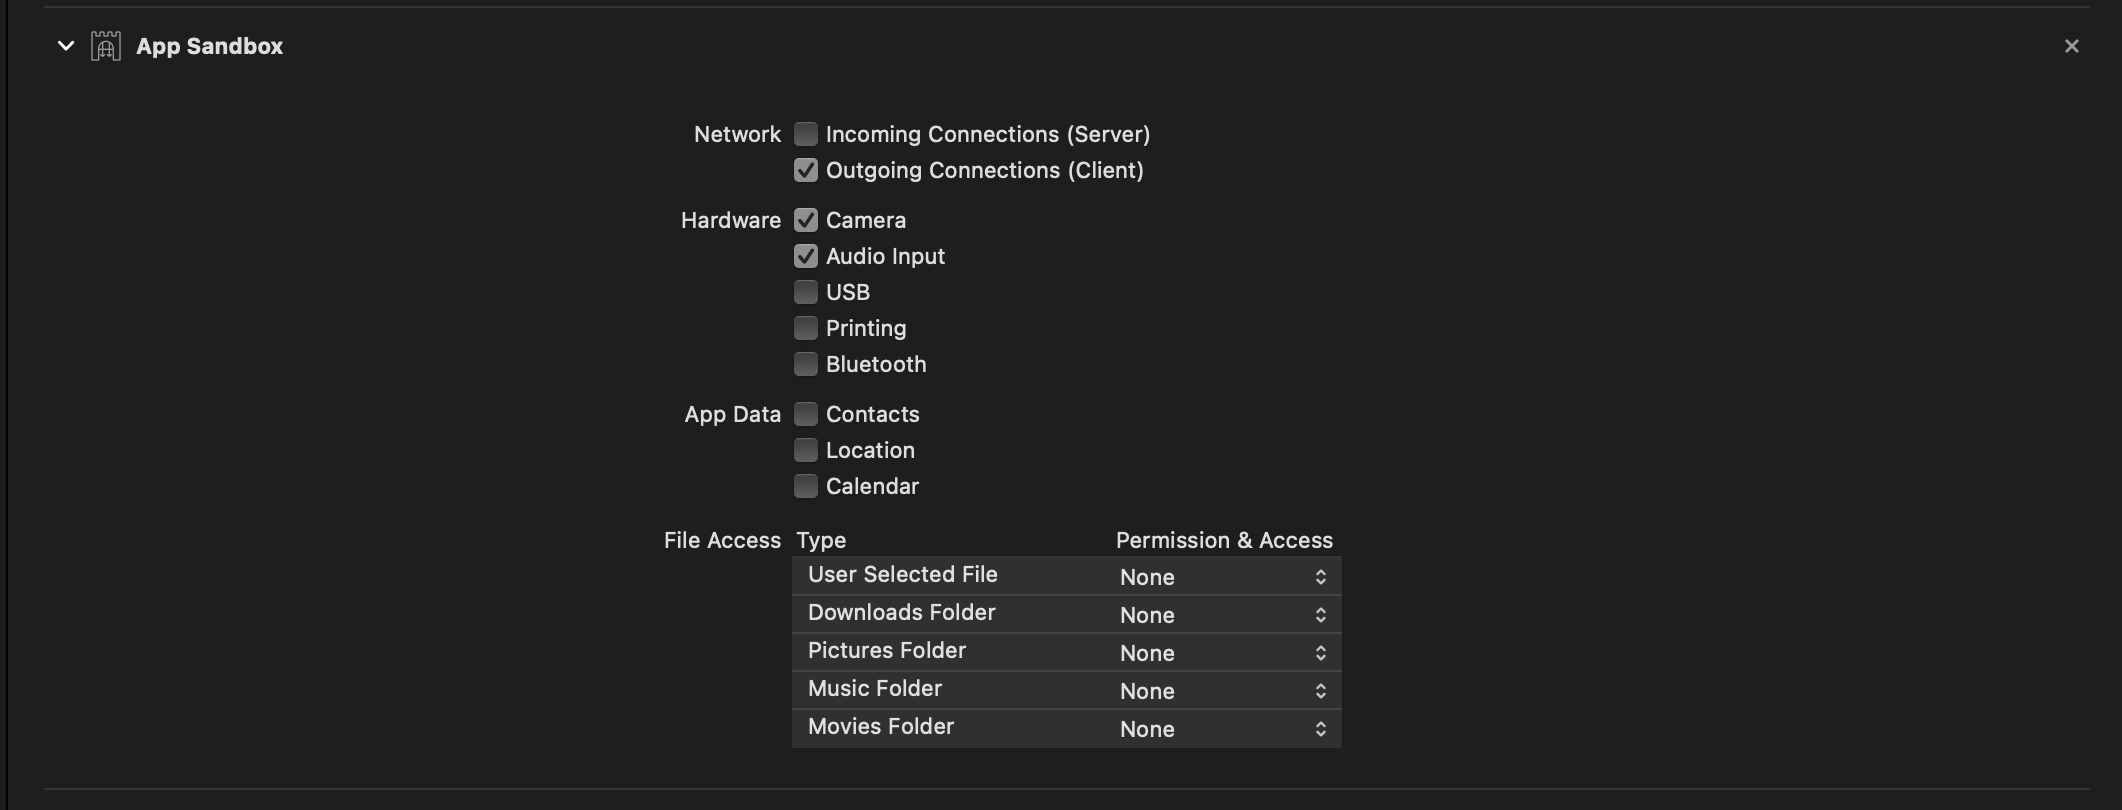 App Sandbox
Network Incoming Connections (Server)
Outgoing Connections (Client)
Hardware Camera
Audio Input
USB
Printing
Bluetooth
App Data Contacts
Location
Calendar
File Access Type Permission & Access
User Selected File None
Downloads Folder None
Pictures Folder None
Music Folder None
Movies Folder None